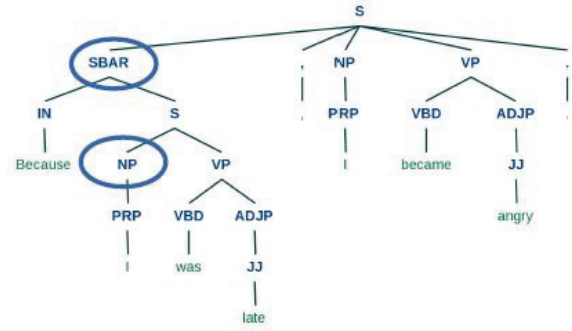 S
SBAR , NP VP .
IN S , PRP VBD ADJP .
Because NP VP I became JJ
PRP VBD ADJP angry
I was JJ
late